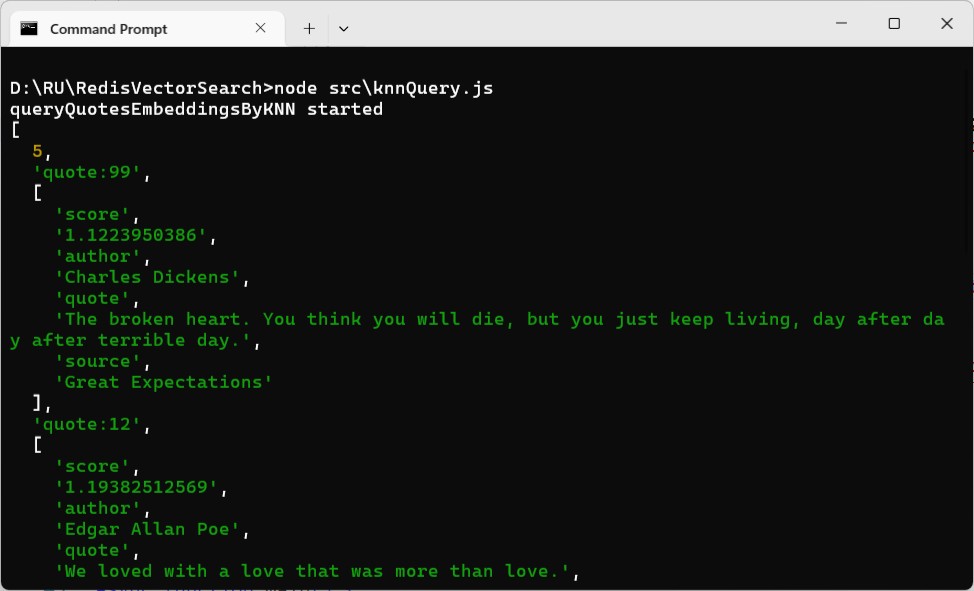 Command Prompt
D:\RU\RedisVectorSearch>node src\knnQuery.js
queryQuotesEmbeddingsByKNN started
[
  5,
  'quote:99',
  [
    'score',
    '1.1223950386',
    'author',
    'Charles Dickens',
    'quote',
    'The broken heart. You think you will die, but you just keep living, day after da
y after terrible day.',
    'source',
    'Great Expectations'
  ],
  'quote:12',
  [
    'score',
    '1.19382512569',
    'author',
    'Edgar Allan Poe',
    'quote',
    'We loved with a love that was more than love.',